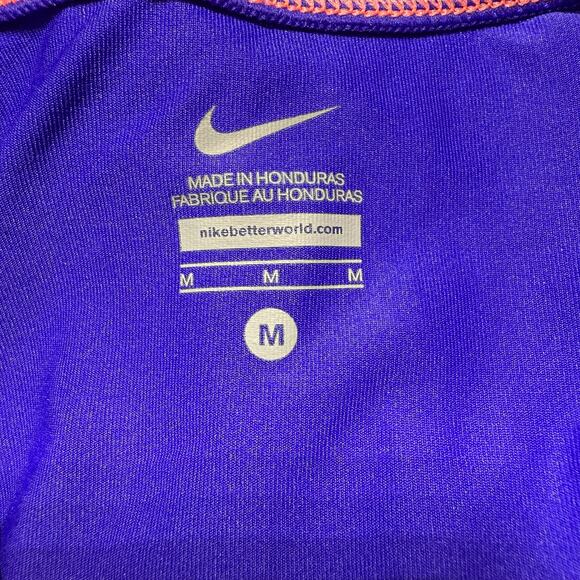 MADE IN HONDURAS
FABRIQUE AU HONDURAS
nikebetterworld.com
M M M
M